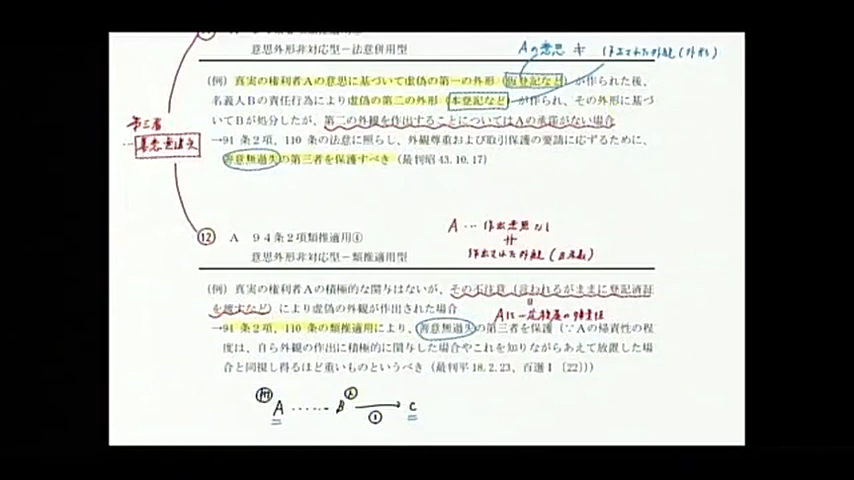 意思外形非対応型－法意併用型
Aの意思 ≠ 作出された外観(外形)
(例) 真実の権利者Aの意思に基づいて虚偽の第一の外形(仮登記など)が作られた後、
名義人Bの背信行為により虚偽の第二の外形(本登記など)が作られ、その外形に基づ
いてBが処分したが、第二の外観を作出することについてはAの承諾がない場合
→94条2項、110条の法意に照らし、外観尊重および取引保護の要請に応ずるために、
善意無過失の第三者を保護すべき(最判昭43.10.17)
第三者
善意無過失
⑫ A 94条2項類推適用④
意思外形非対応型－類推適用型
A…作出意思なし
作出された外観
(例) 真実の権利者Aの積極的な関与はないが、その不注意(言われるがままに登記済証
を渡すなど)により虚偽の外観が作出された場合
Aに一定程度の帰責性
→94条2項、110条の類推適用により、善意無過失の第三者を保護(∵Aの帰責性の程
度は、自ら外観の作出に積極的に関与した場合やこれを知りながらあえて放置した場
合と同視し得るほど重いものというべき(最判平18.2.23、百選Ⅰ〔22〕))
A …… B → C
①